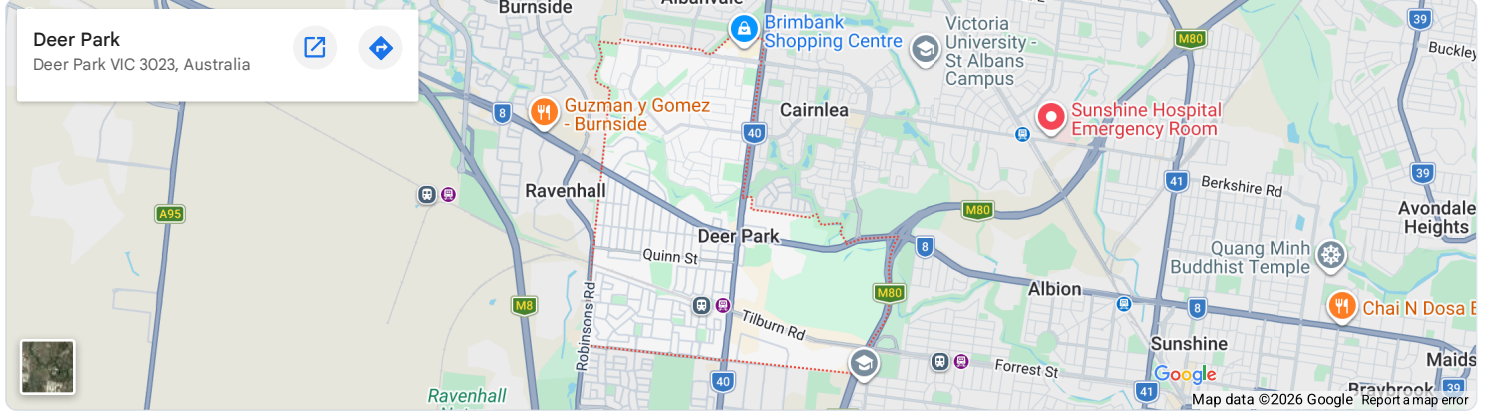 Deer Park
Deer Park VIC 3023, Australia
Burnside
Brimbank
Shopping Centre
Victoria
University -
St Albans
Campus
M80
39
Buckley
Guzman y Gomez
- Burnside
8
Cairnlea
40
Sunshine Hospital
Emergency Room
Ravenhall
A95
41
Berkshire Rd
39
M80
Avondale
Heights
Deer Park
8
Quinn St
Quang Minh
Buddhist Temple
M8
Robinsons Rd
M80
Albion
8
Chai N Dosa E
Tilburn Rd
Sunshine
Maids
Forrest St
40
41
Google
Braybrook
39
Ravenhall
Map data ©2026 Google
Report a map error